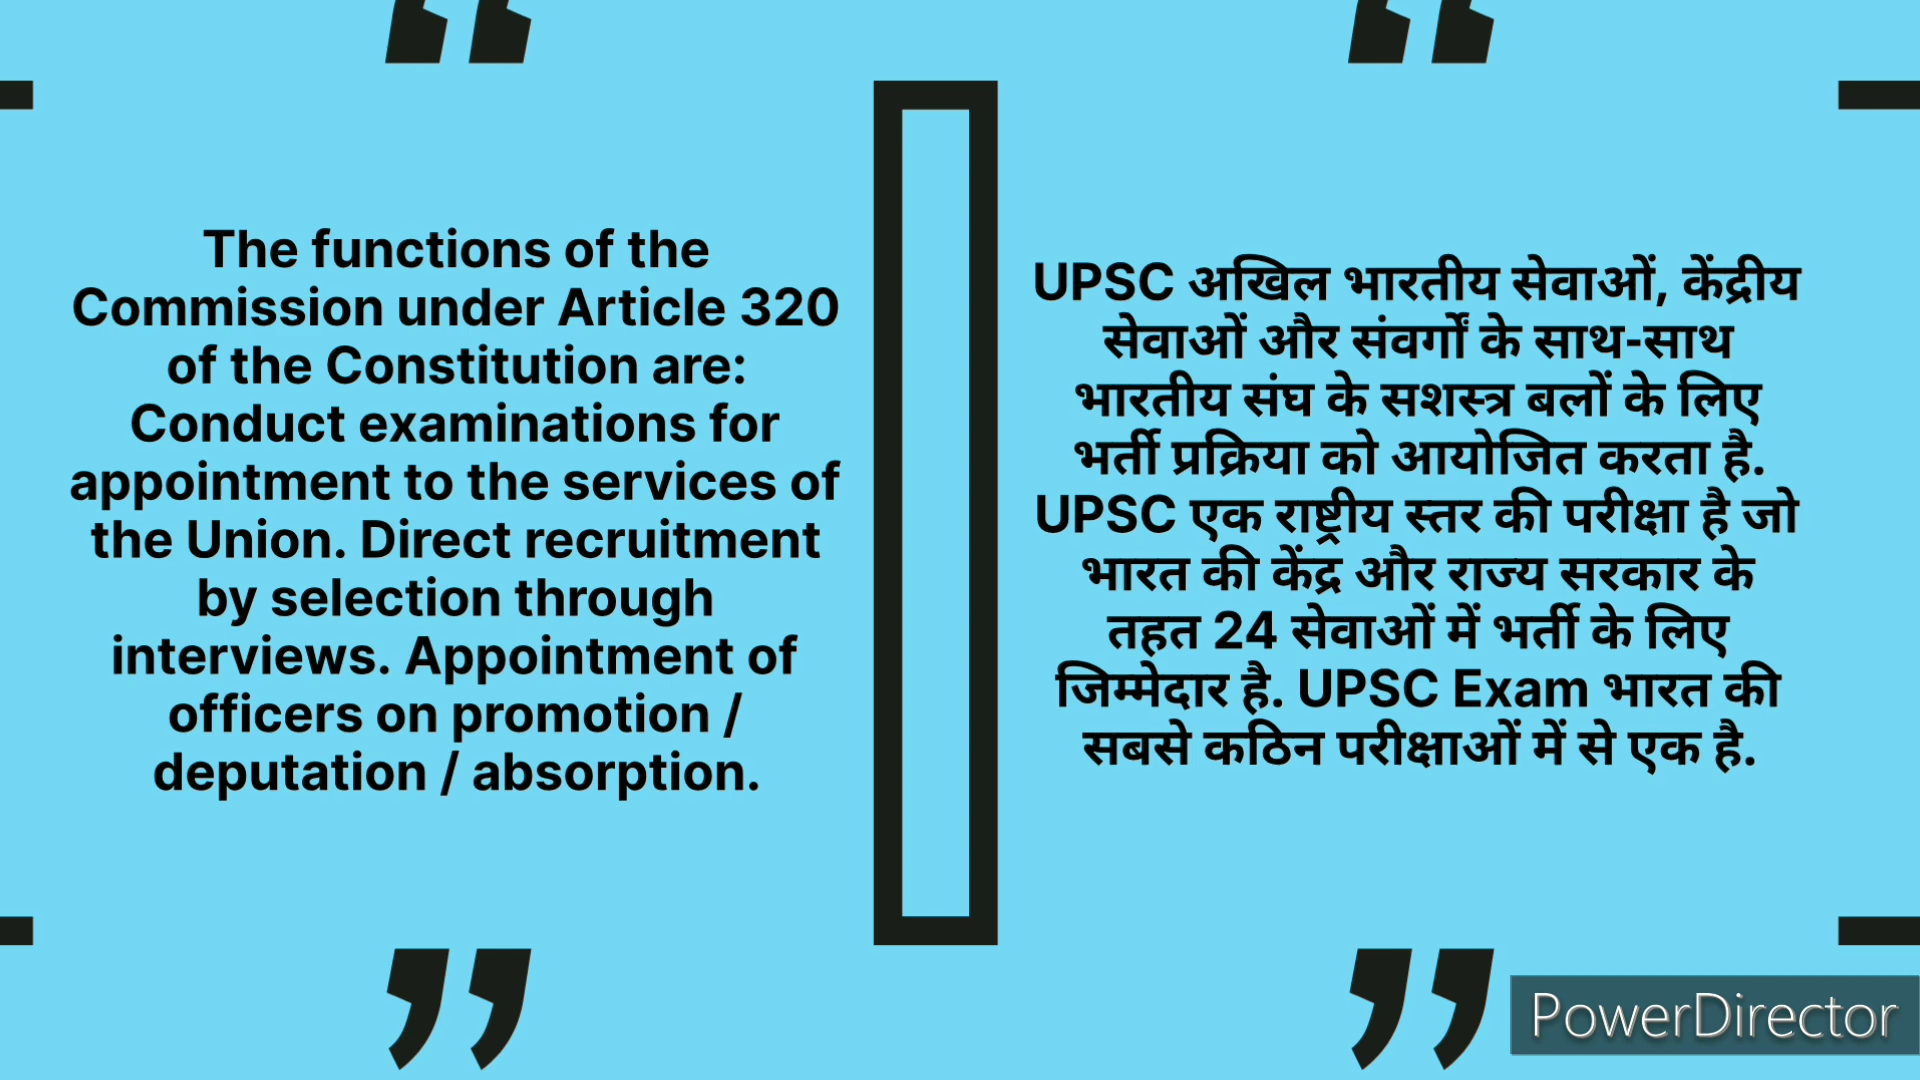 The functions of the
Commission under Article 320
of the Constitution are:
Conduct examinations for
appointment to the services of
the Union. Direct recruitment
by selection through
interviews. Appointment of
officers on promotion /
deputation / absorption.
UPSC अखिल भारतीय सेवाओं, केंद्रीय
सेवाओं और संवर्गों के साथ-साथ
भारतीय संघ के सशस्त्र बलों के लिए
भर्ती प्रक्रिया को आयोजित करता है.
UPSC एक राष्ट्रीय स्तर की परीक्षा है जो
भारत की केंद्र और राज्य सरकार के
तहत 24 सेवाओं में भर्ती के लिए
जिम्मेदार है. UPSC Exam भारत की
सबसे कठिन परीक्षाओं में से एक है.
PowerDirector